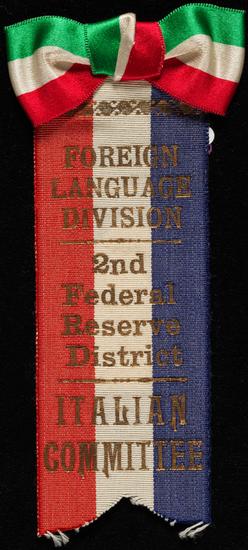 FOREIGN
LANGUAGE
DIVISION
2nd
Federal
Reserve
District
ITALIAN
COMMITTEE